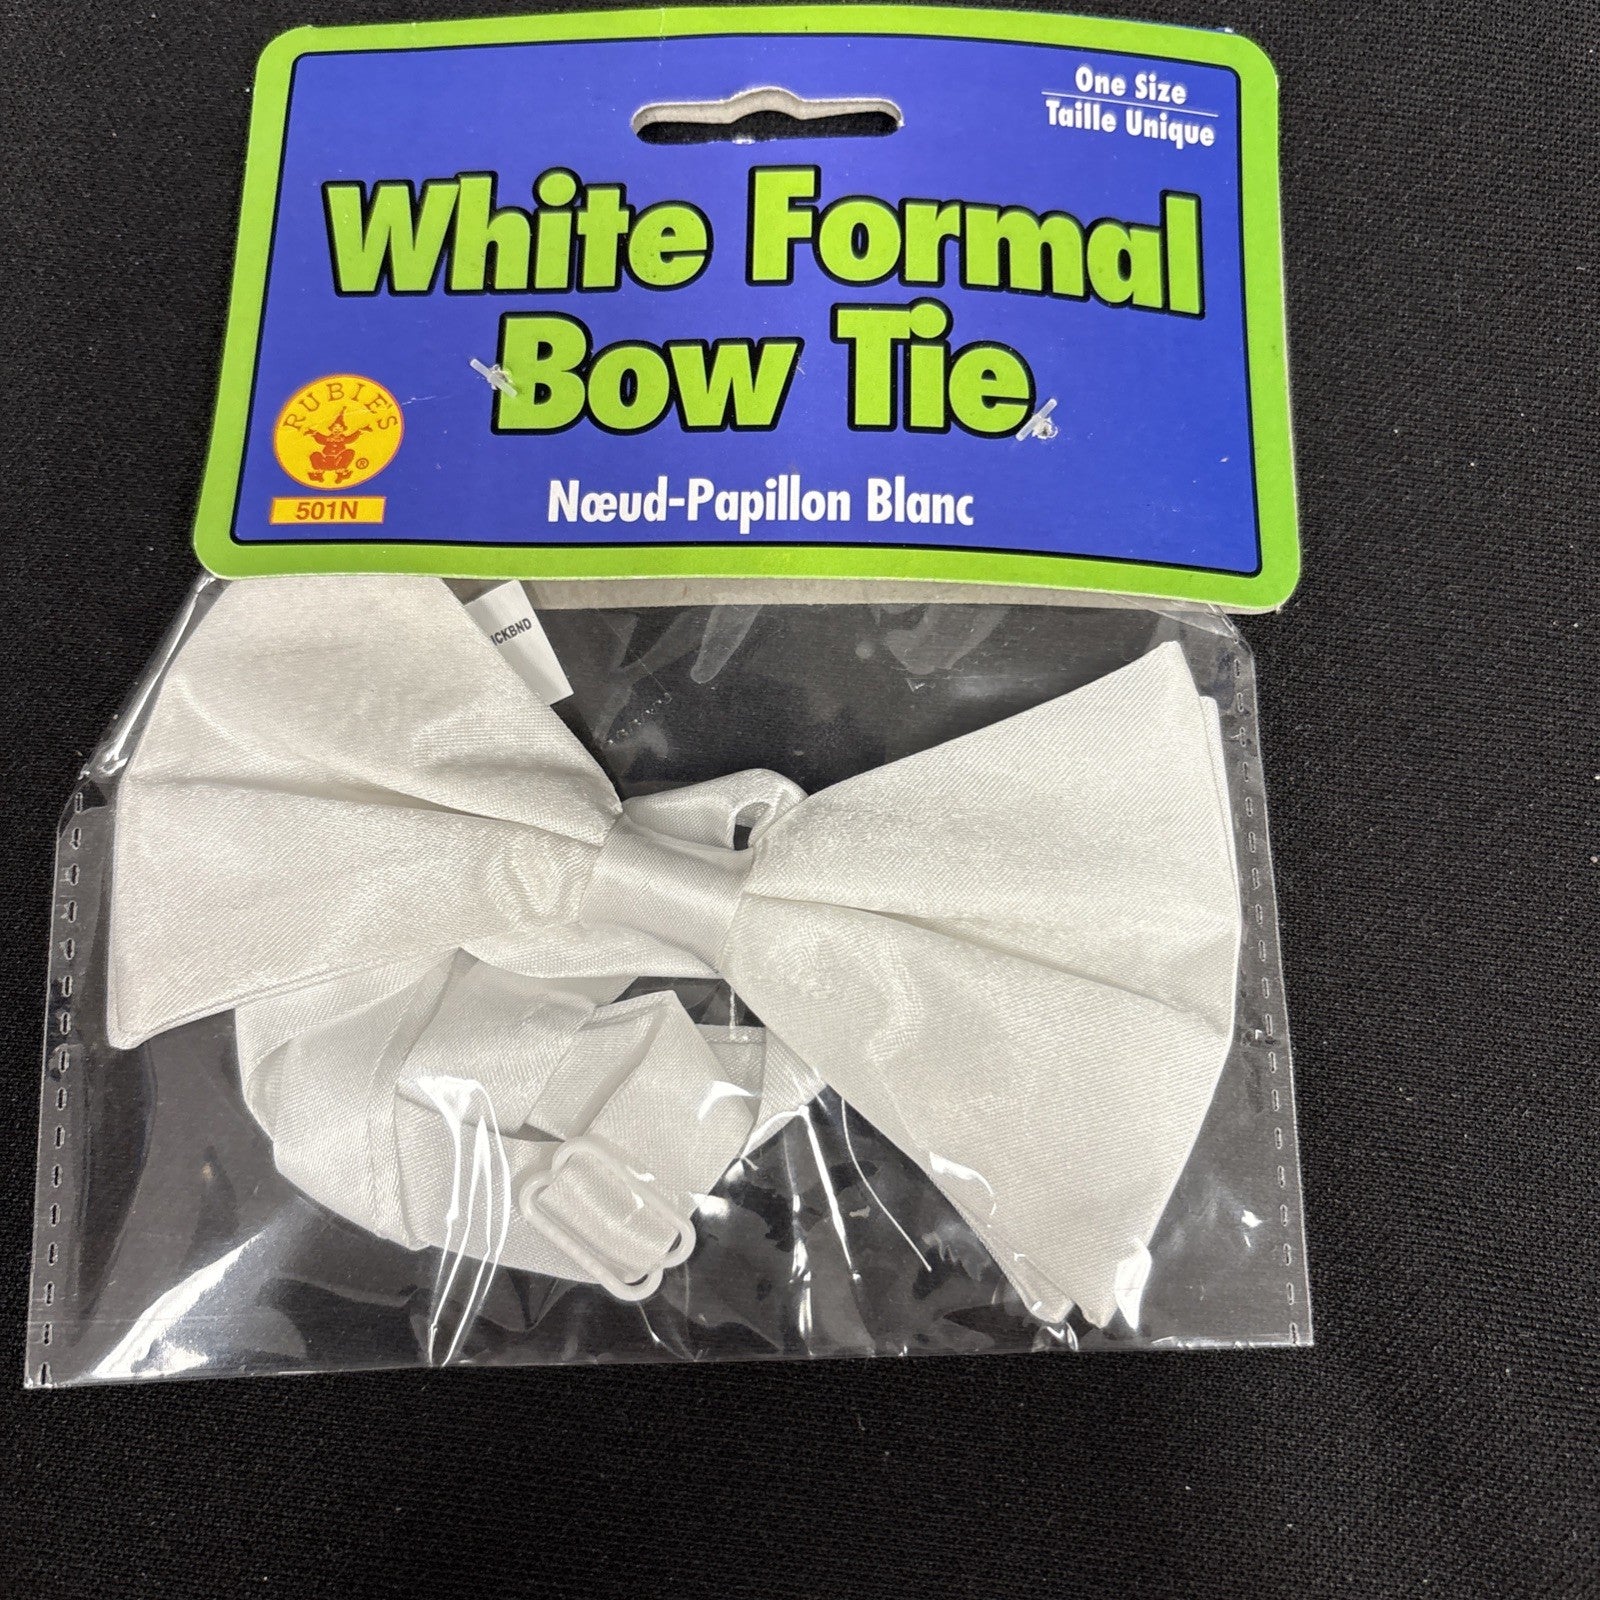 One Size
Taille Unique
White Formal
Bow Tie
RUBIE'S
®
501N
Nœud-Papillon Blanc